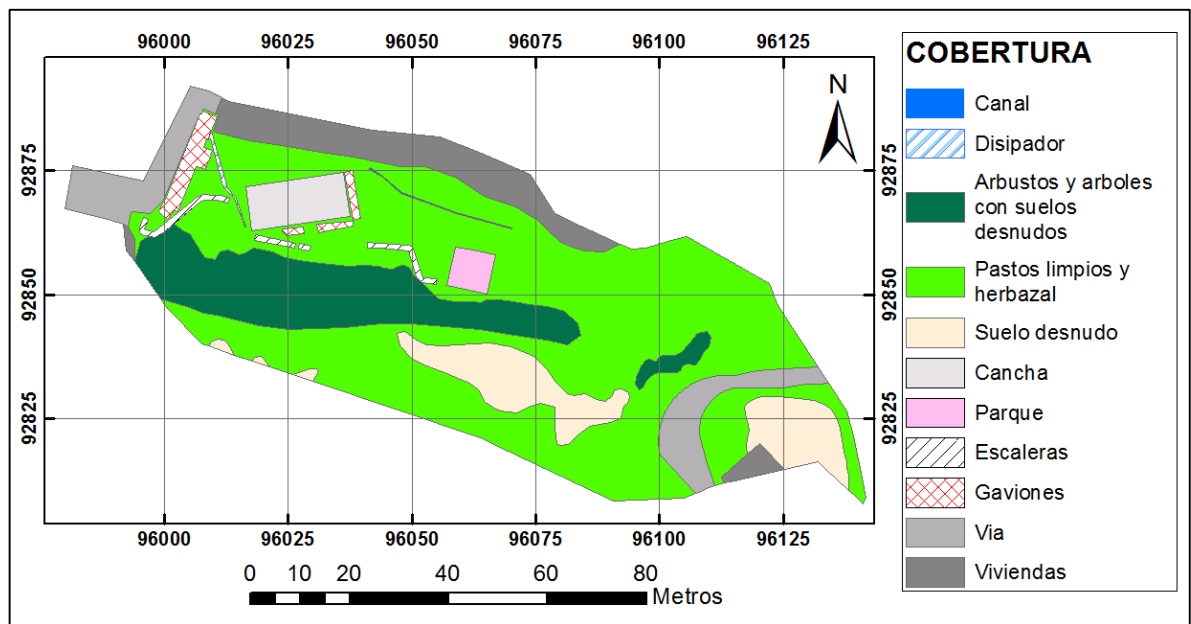 96000 96025 96050 96075 96100 96125
N
92875 92875
92850 92850
92825 92825
96000 96025 96050 96075 96100 96125
0 10 20 40 60 80
Metros
COBERTURA
Canal
Disipador
Arbustos y arboles
con suelos
desnudos
Pastos limpios y
herbazal
Suelo desnudo
Cancha
Parque
Escaleras
Gaviones
Via
Viviendas